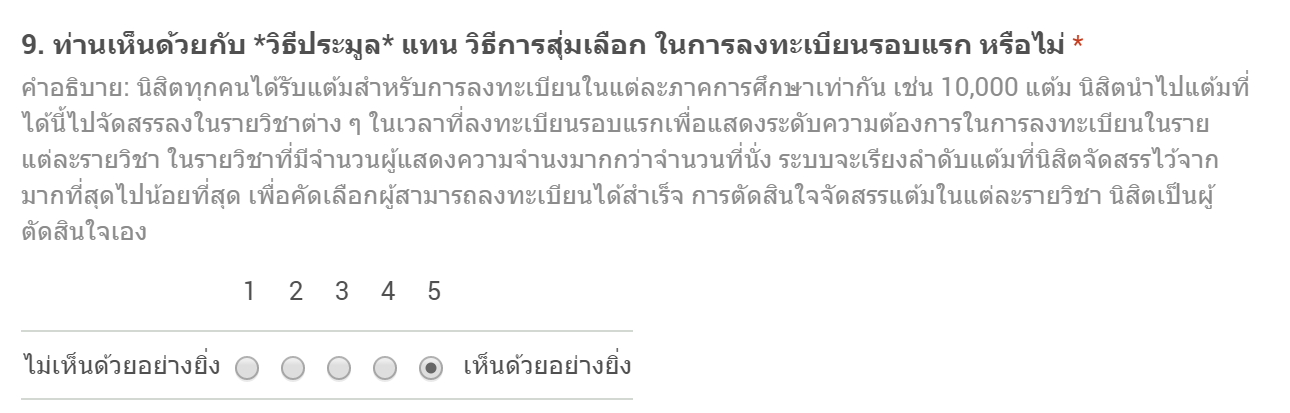 9. ท่านเห็นด้วยกับ *วิธีประมูล* แทน วิธีการสุ่มเลือก ในการลงทะเบียนรอบแรก หรือไม่ *
คำอธิบาย: นิสิตทุกคนได้รับแต้มสำหรับการลงทะเบียนในแต่ละภาคการศึกษาเท่ากัน เช่น 10,000 แต้ม นิสิตนำไปแต้มที่
ได้นี้ไปจัดสรรลงในรายวิชาต่าง ๆ ในเวลาที่ลงทะเบียนรอบแรกเพื่อแสดงระดับความต้องการในการลงทะเบียนในราย
แต่ละรายวิชา ในรายวิชาที่มีจำนวนผู้แสดงความจำนงมากกว่าจำนวนที่นั่ง ระบบจะเรียงลำดับแต้มที่นิสิตจัดสรรไว้จาก
มากที่สุดไปน้อยที่สุด เพื่อคัดเลือกผู้สามารถลงทะเบียนได้สำเร็จ การตัดสินใจจัดสรรแต้มในแต่ละรายวิชา นิสิตเป็นผู้
ตัดสินใจเอง
1 2 3 4 5
ไม่เห็นด้วยอย่างยิ่ง เห็นด้วยอย่างยิ่ง